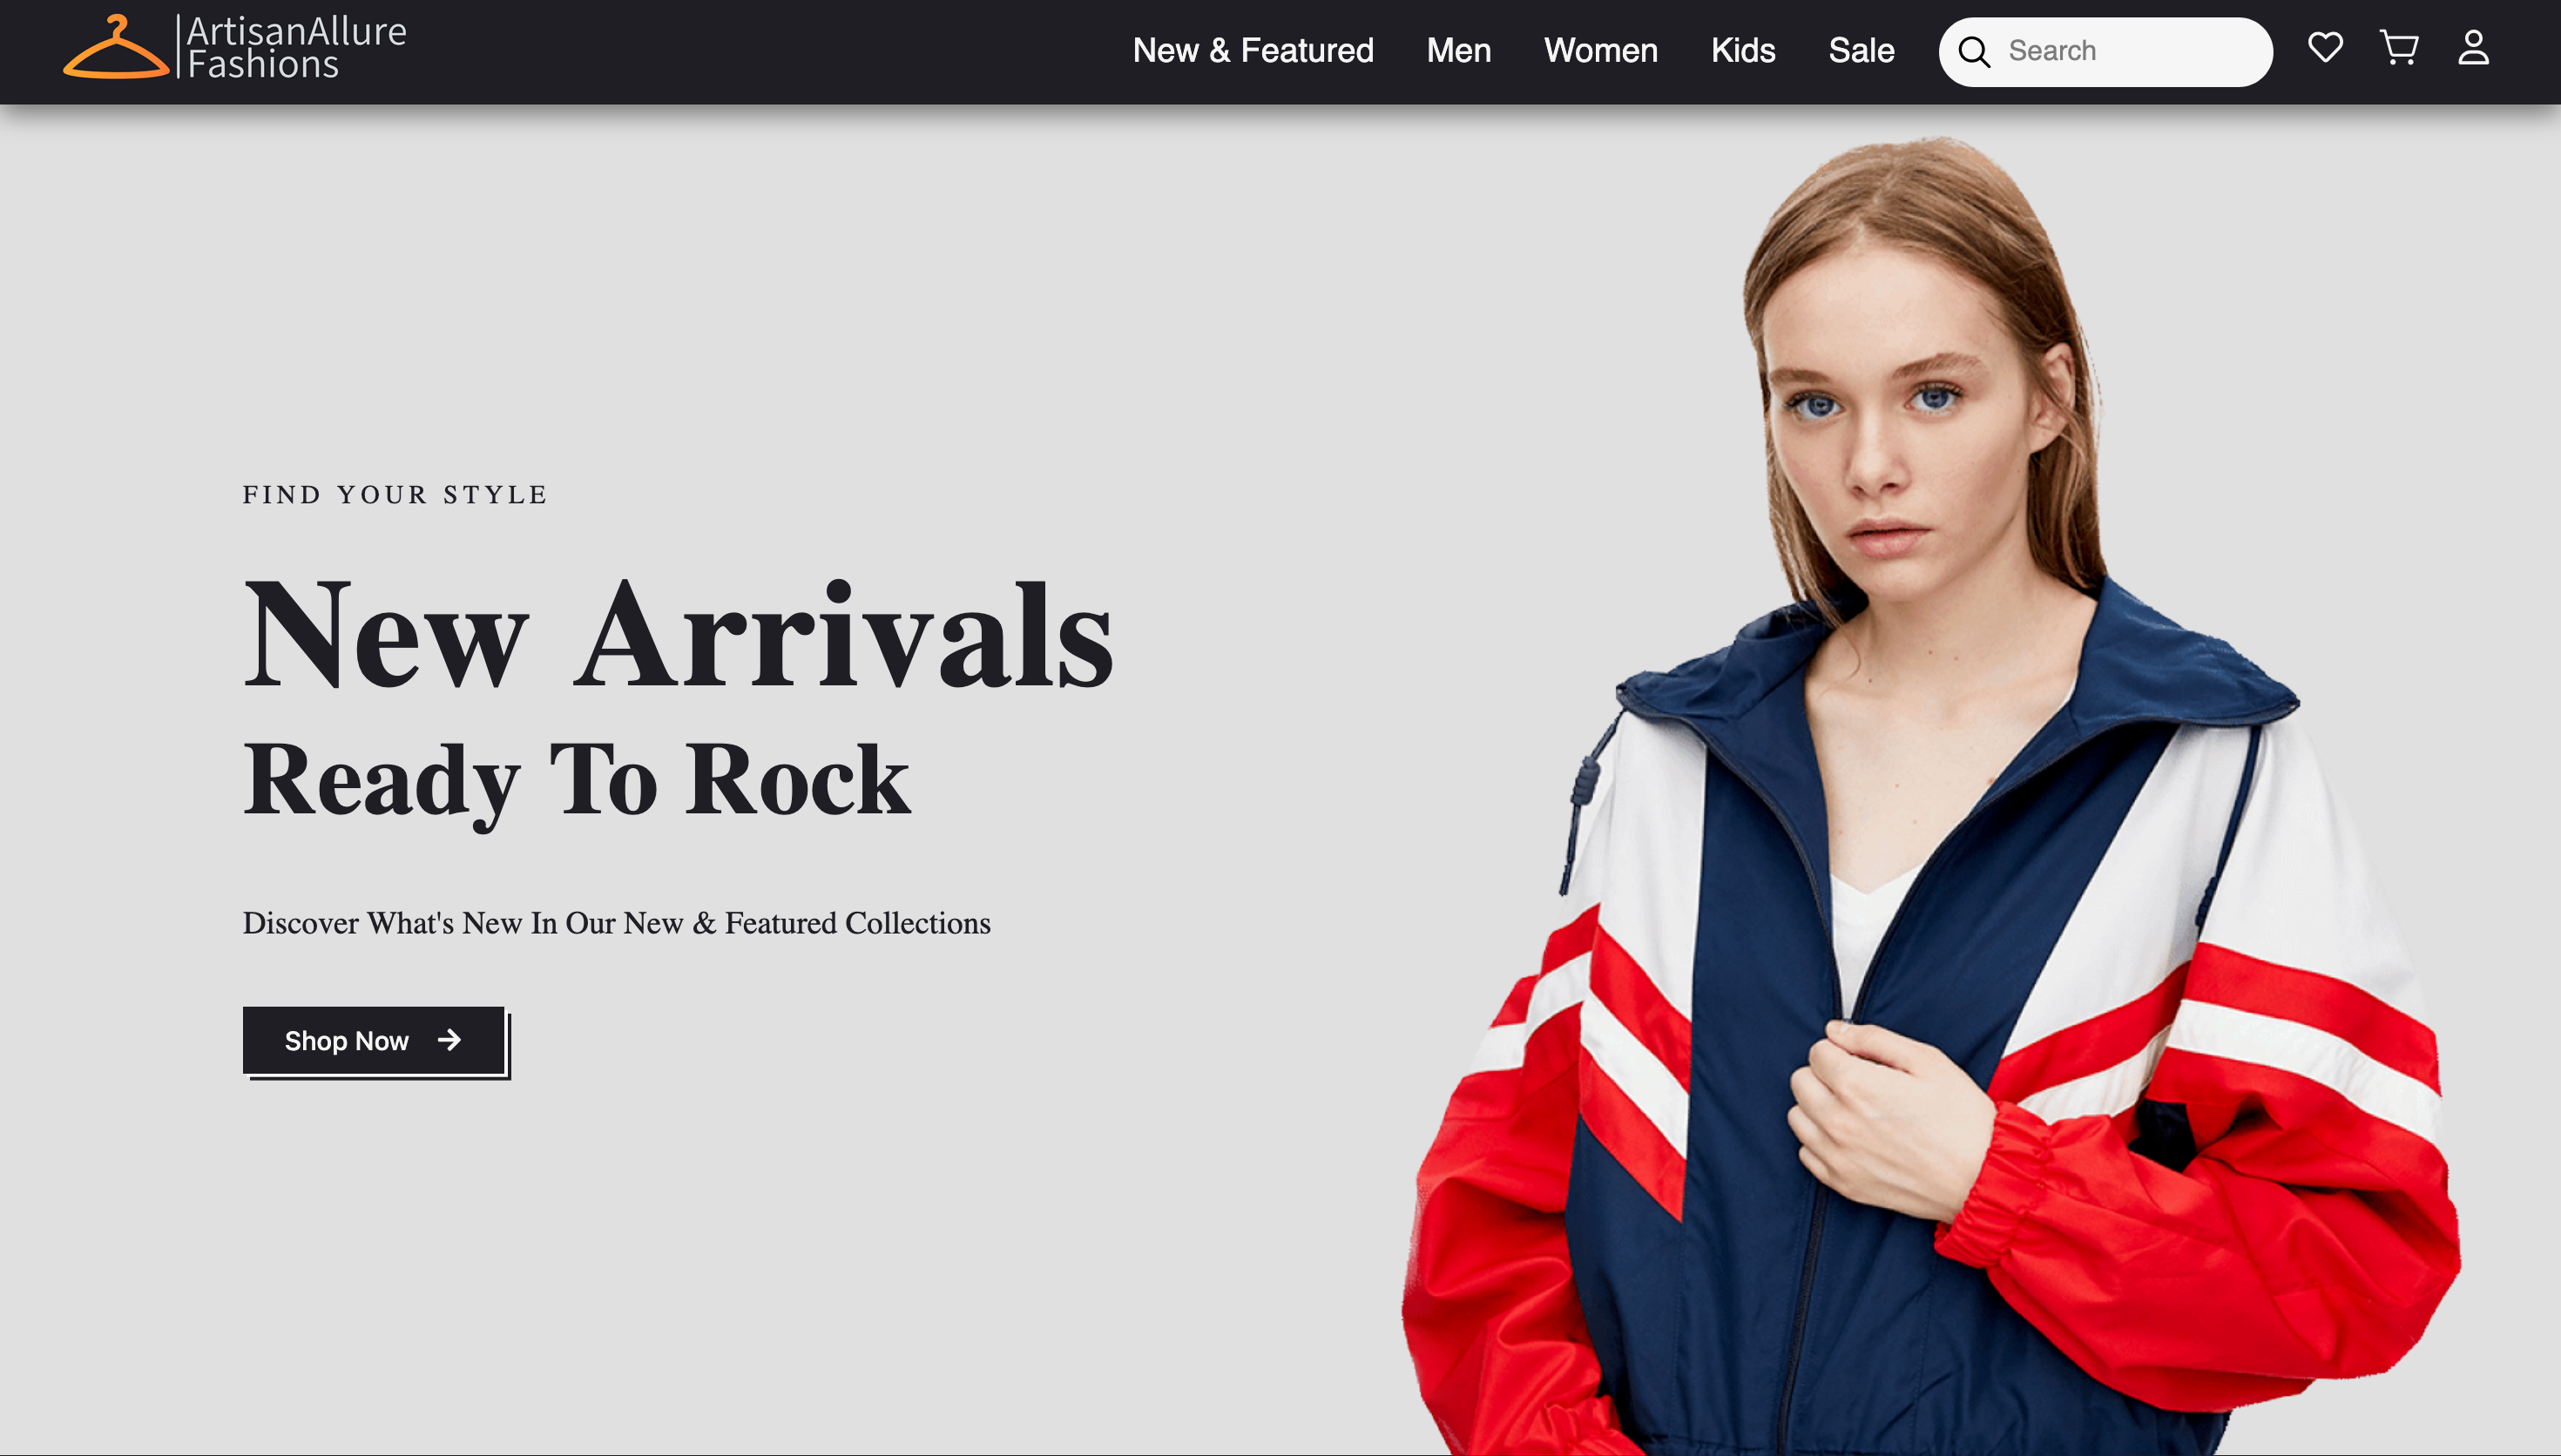 ArtisanAllure
Fashions
New & Featured Men Women Kids Sale Search
FIND YOUR STYLE
New Arrivals
Ready To Rock
Discover What's New In Our New & Featured Collections
Shop Now